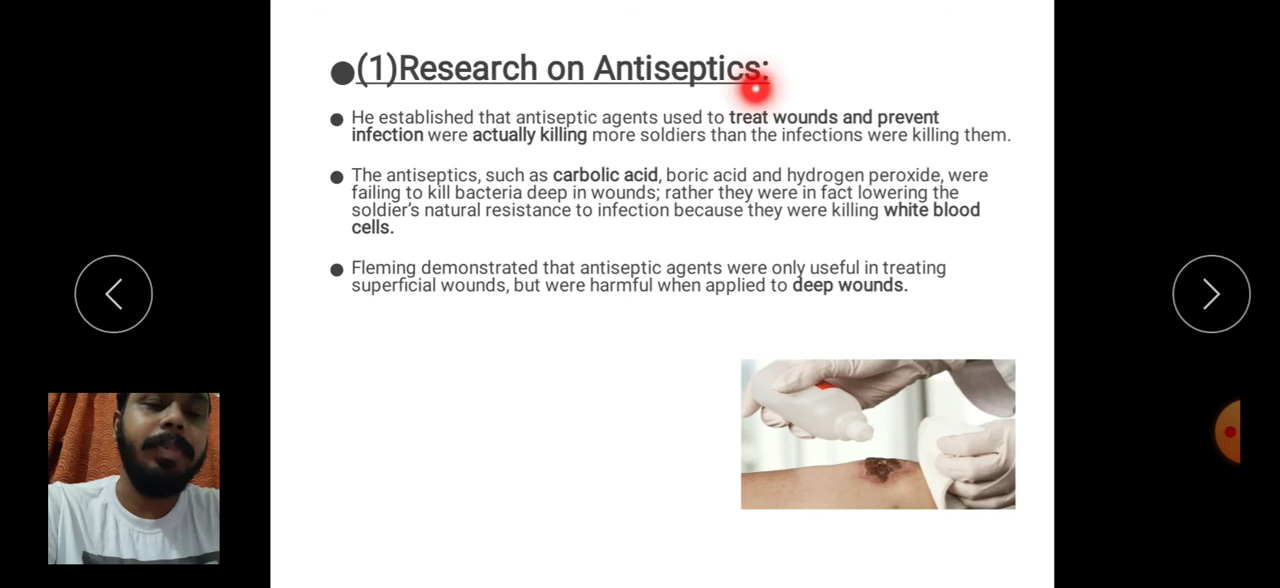 (1)Research on Antiseptics:
He established that antiseptic agents used to treat wounds and prevent
infection were actually killing more soldiers than the infections were killing them.
The antiseptics, such as carbolic acid, boric acid and hydrogen peroxide, were
failing to kill bacteria deep in wounds; rather they were in fact lowering the
soldier's natural resistance to infection because they were killing white blood
cells.
Fleming demonstrated that antiseptic agents were only useful in treating
superficial wounds, but were harmful when applied to deep wounds.